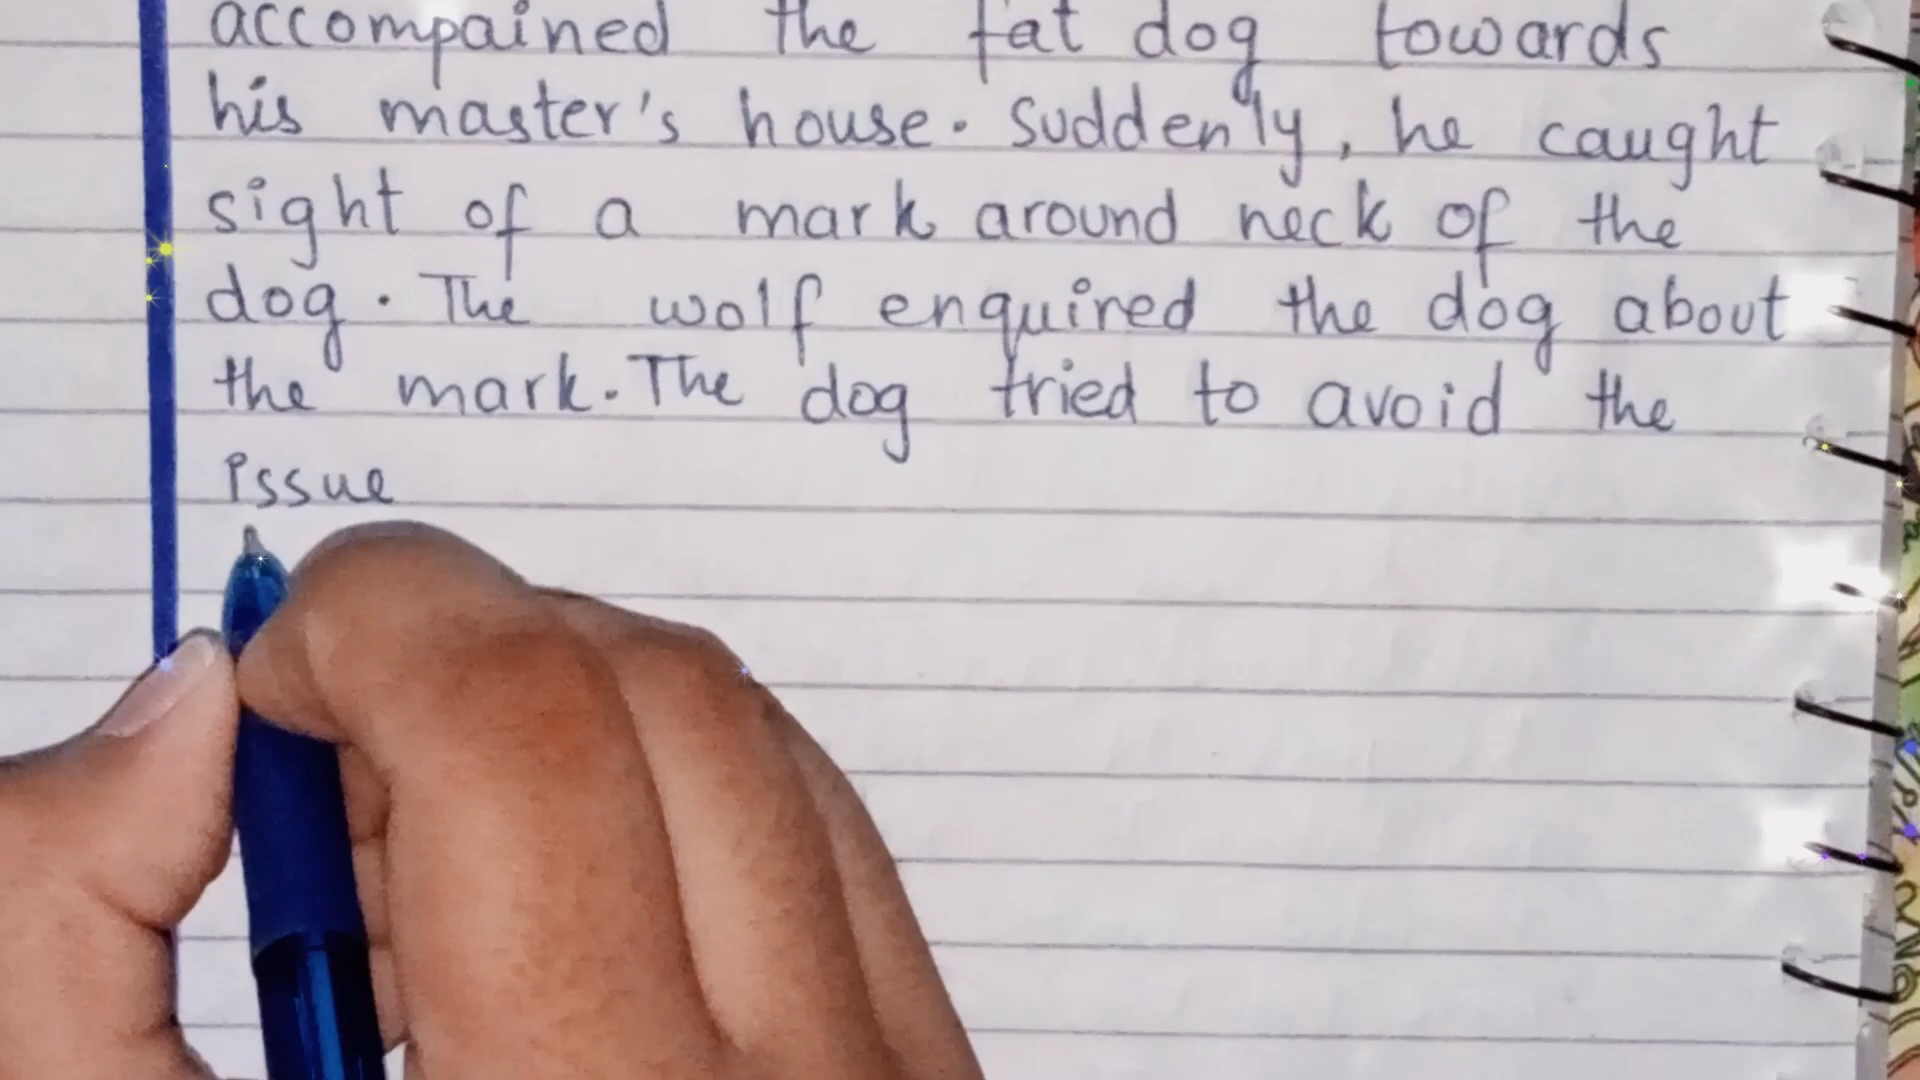 accompained the fat dog towards
his master's house. Suddenly, he caught
sight of a mark around neck of the
dog. The wolf enquired the dog about
the mark. The dog tried to avoid the
issue